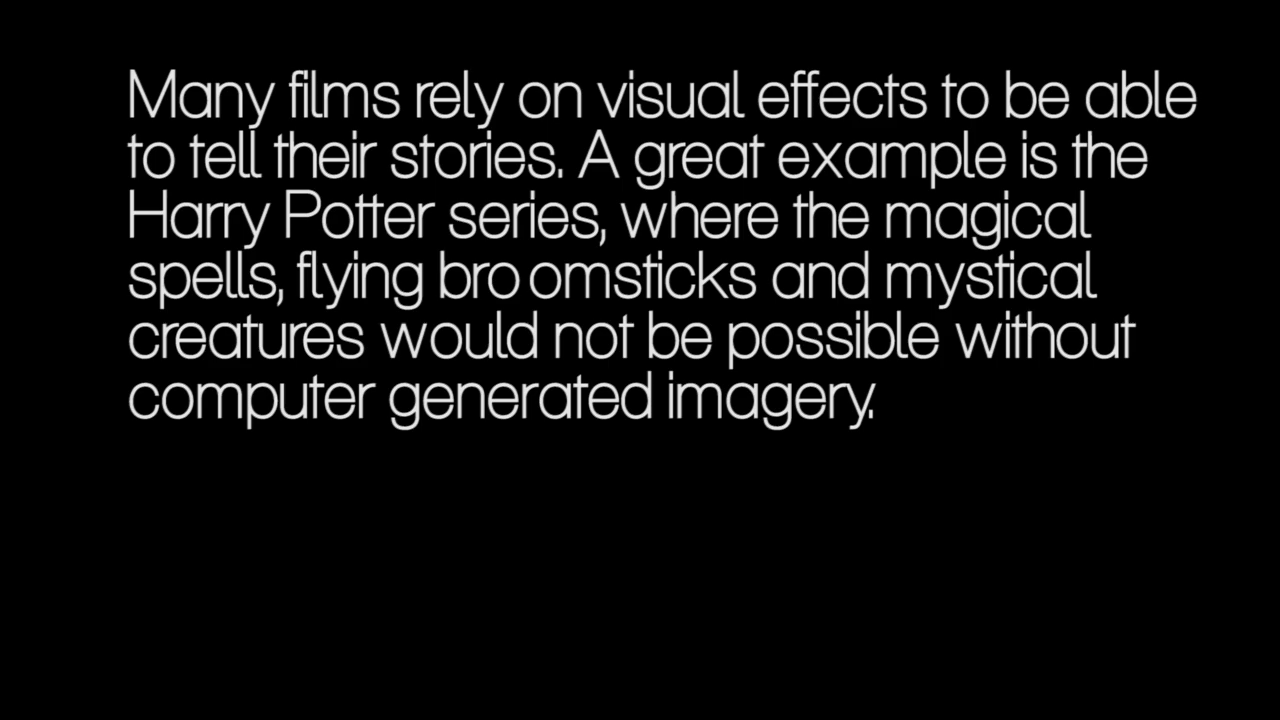 Many films rely on visual effects to be able
to tell their stories. A great example is the
Harry Potter series, where the magical
spells, flying broomsticks and mystical
creatures would not be possible without
computer generated imagery.